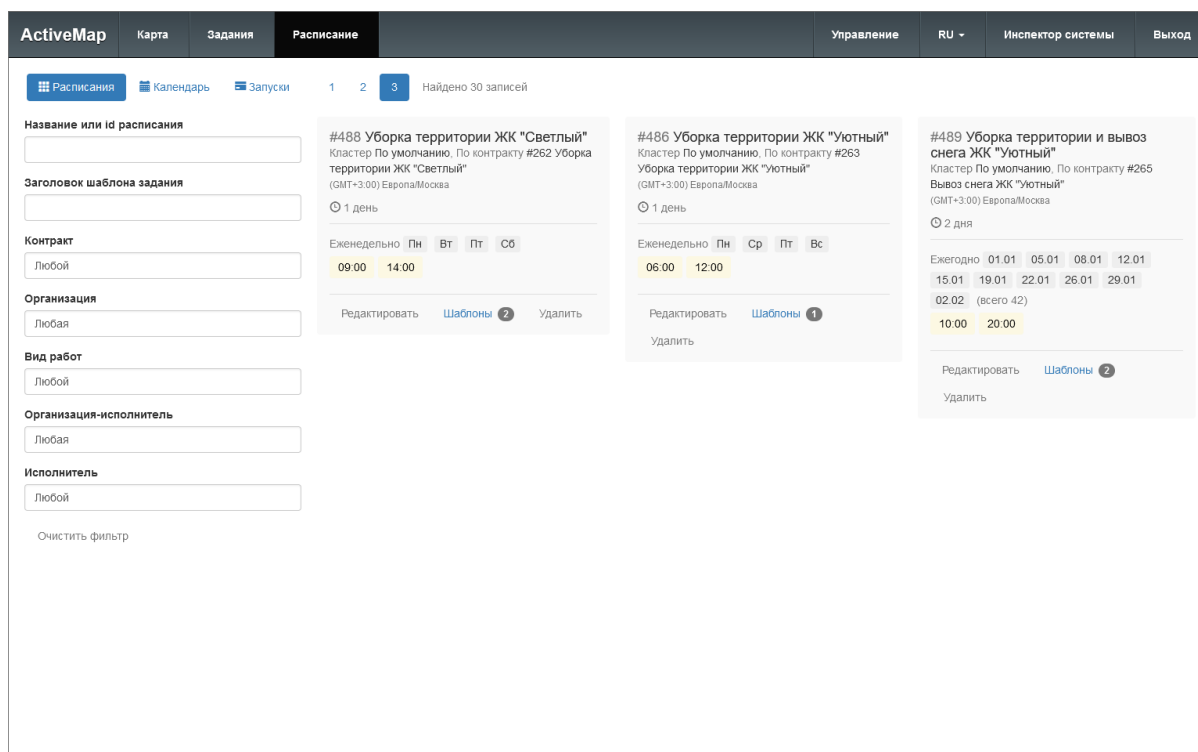 ActiveMap Карта Задания Расписание Управление RU Инспектор системы Выход
Расписания Календарь Запуски 1 2 3 Найдено 30 записей
Название или id расписания
Заголовок шаблона задания
Контракт
Любой
Организация
Любая
Вид работ
Любой
Организация-исполнитель
Любая
Исполнитель
Любой
Очистить фильтр
#488 Уборка территории ЖК "Светлый"
Кластер По умолчанию, По контракту #262 Уборка
территории ЖК "Светлый"
(GMT+3:00) Европа/Москва
1 день
Еженедельно Пн Вт Пт Сб
09:00 14:00
Редактировать Шаблоны 2 Удалить
#486 Уборка территории ЖК "Уютный"
Кластер По умолчанию, По контракту #263
Уборка территории ЖК "Уютный"
(GMT+3:00) Европа/Москва
1 день
Еженедельно Пн Ср Пт Вс
06:00 12:00
Редактировать Шаблоны 1
Удалить
#489 Уборка территории и вывоз
снега ЖК "Уютный"
Кластер По умолчанию, По контракту #265
Вывоз снега ЖК "Уютный"
(GMT+3:00) Европа/Москва
2 дня
Ежегодно 01.01 05.01 08.01 12.01
15.01 19.01 22.01 26.01 29.01
02.02 (всего 42)
10:00 20:00
Редактировать Шаблоны 2
Удалить